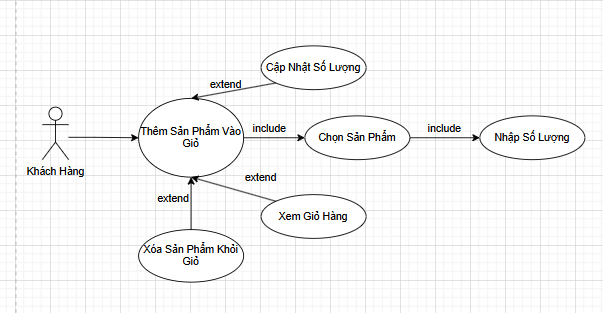 Cập Nhật Số Lượng
extend
Thêm Sản Phẩm Vào
Giỏ
include
Chọn Sản Phẩm
include
Nhập Số Lượng
Khách Hàng
extend
extend
Xem Giỏ Hàng
Xóa Sản Phẩm Khỏi
Giỏ